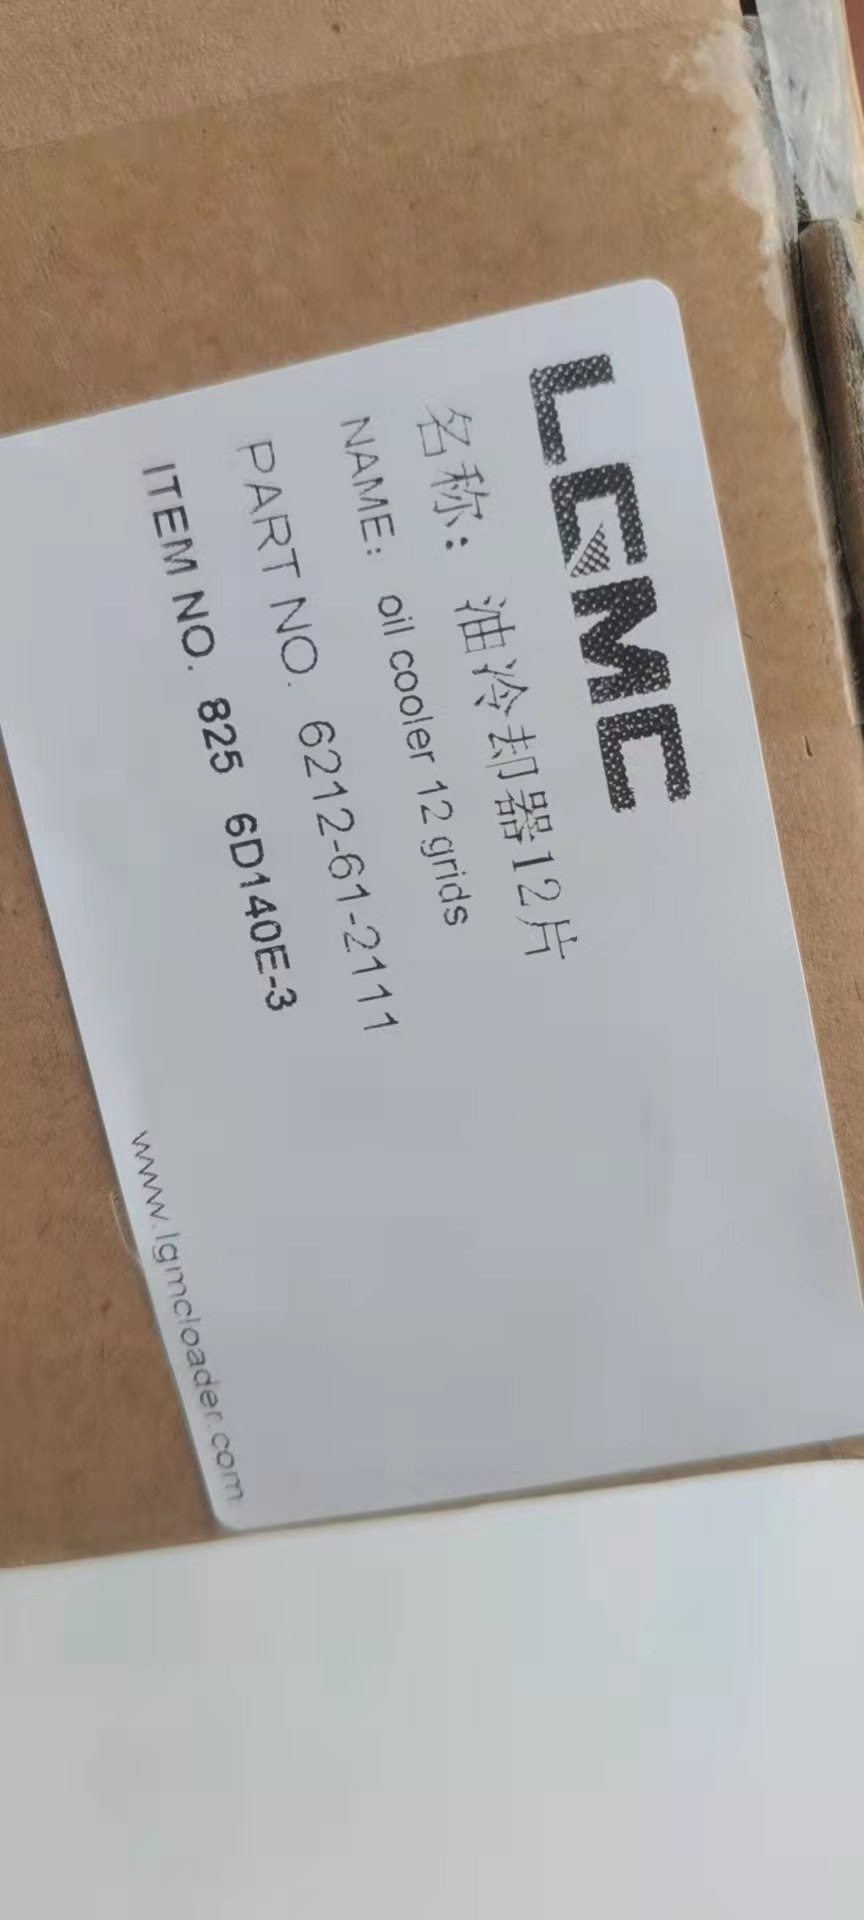 LGMC
名称：油冷却器12片
NAME: oil cooler 12 grids
PART NO. 6212-61-2111
ITEM NO. 825 6D140E-3
www.lgmcloader.com